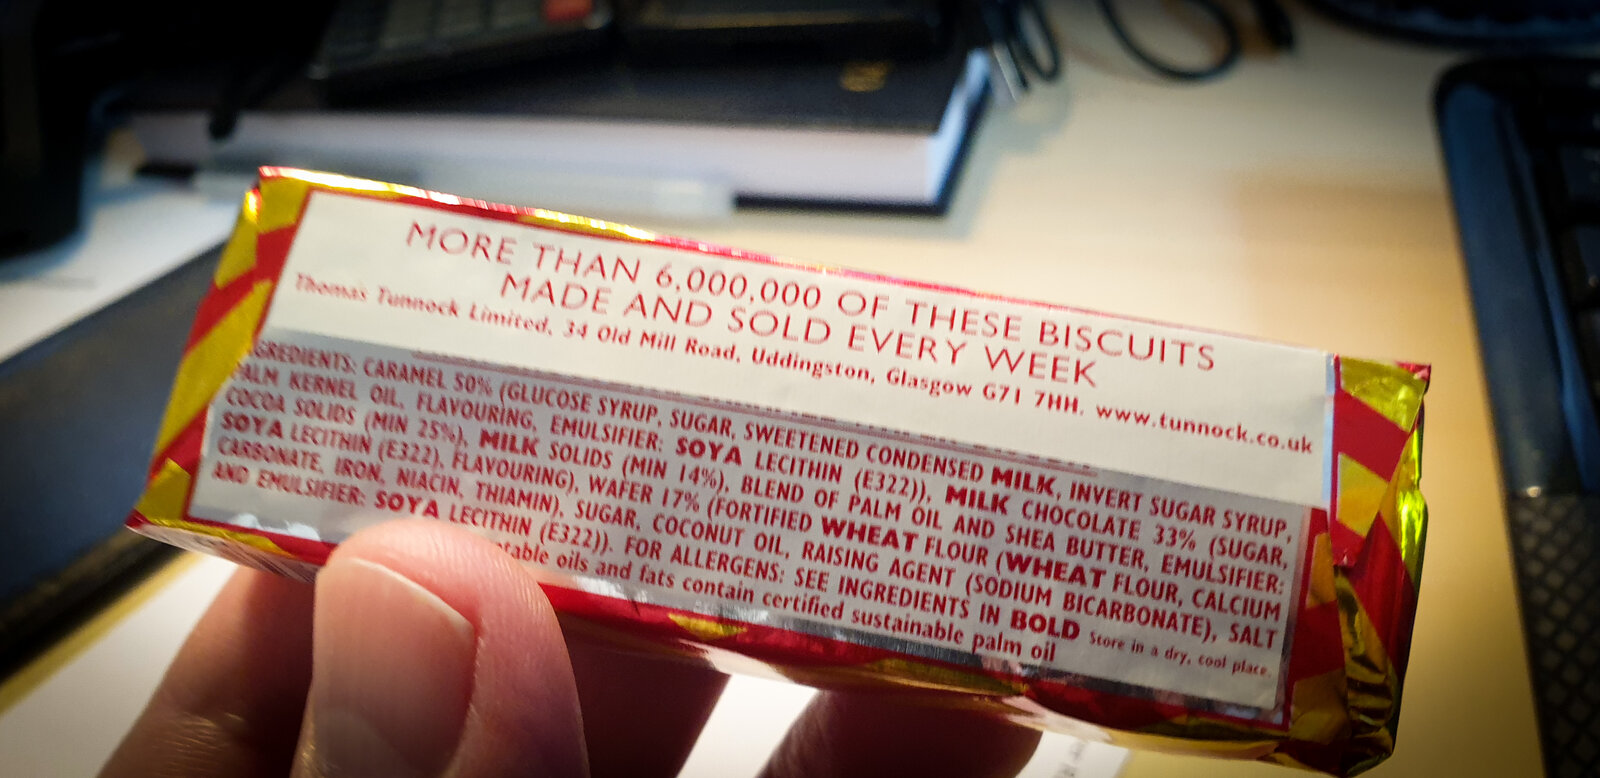 MORE THAN 6,000,000 OF THESE BISCUITS
MADE AND SOLD EVERY WEEK
Thomas Tunnock Limited, 34 Old Mill Road, Uddingston, Glasgow G71 7HH. www.tunnock.co.uk
INGREDIENTS: CARAMEL 50% (GLUCOSE SYRUP, SUGAR, SWEETENED CONDENSED MILK, INVERT SUGAR SYRUP,
PALM KERNEL OIL, FLAVOURING, EMULSIFIER: SOYA LECITHIN (E322)), MILK CHOCOLATE 33% (SUGAR,
COCOA SOLIDS (MIN 25%), MILK SOLIDS (MIN 14%), BLEND OF PALM OIL AND SHEA BUTTER, EMULSIFIER:
SOYA LECITHIN (E322), FLAVOURING), WAFER 17% (FORTIFIED WHEAT FLOUR (WHEAT FLOUR, CALCIUM
CARBONATE, IRON, NIACIN, THIAMIN), SUGAR, COCONUT OIL, RAISING AGENT (SODIUM BICARBONATE), SALT
AND EMULSIFIER: SOYA LECITHIN (E322)). FOR ALLERGENS: SEE INGREDIENTS IN BOLD Store in a dry, cool place.
oils and fats contain certified sustainable palm oil